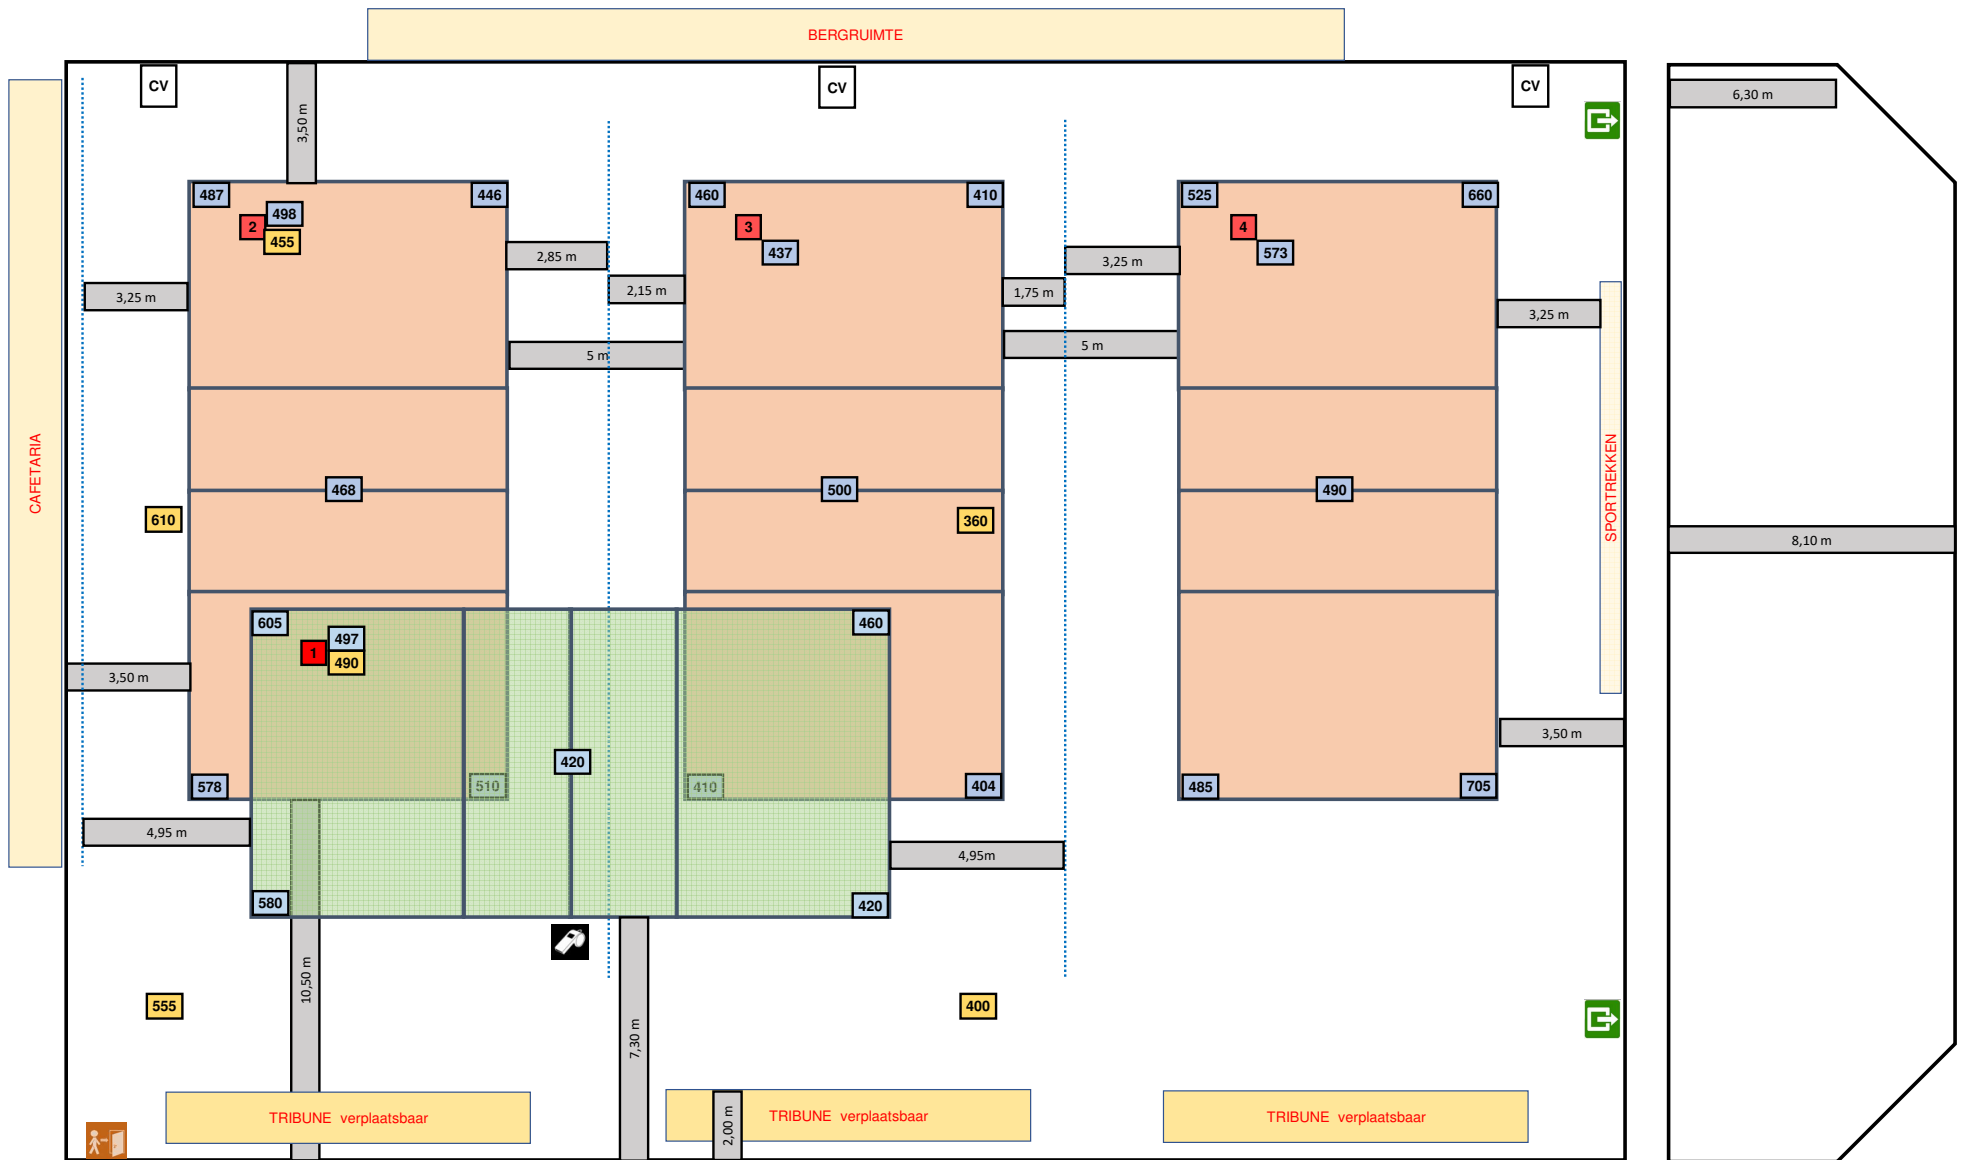 BERGRUIMTE
CV
CV
CV
6,30 m
3,50 m
487
446
460
410
525
660
2
498
455
3
437
4
573
2,85 m
3,25 m
3,25 m
2,15 m
1,75 m
3,25 m
5 m
5 m
CAFETARIA
SPORTREKKEN
468
500
490
610
360
8,10 m
605
460
1
497
490
3,50 m
3,50 m
420
578
510
410
404
485
705
4,95 m
4,95m
580
420
10,50 m
555
400
7,30 m
TRIBUNE verplaatsbaar
2,00 m
TRIBUNE verplaatsbaar
TRIBUNE verplaatsbaar